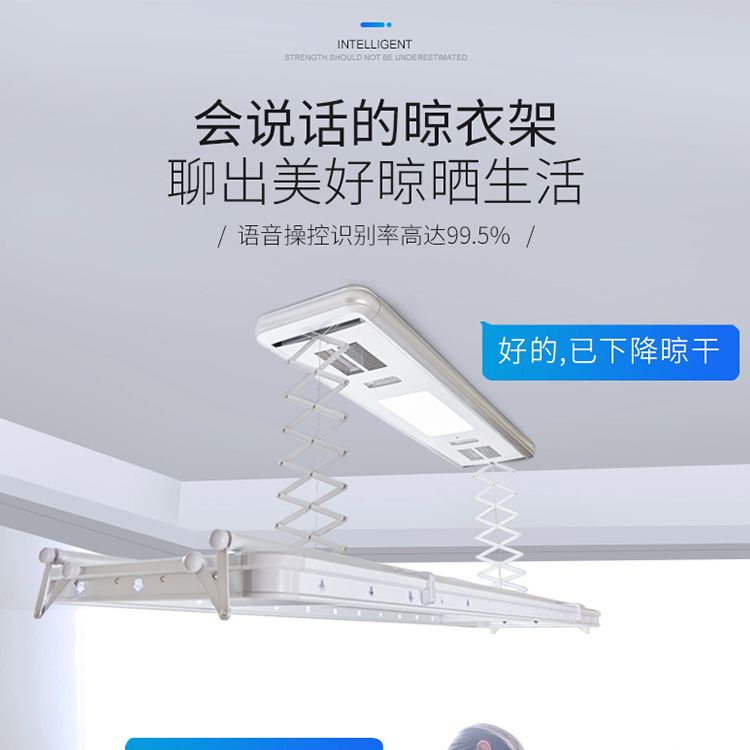 INTELLIGENT
STRENGTH SHOULD NOT BE UNDERESTIMATED
会说话的晾衣架
聊出美好晾晒生活
/ 语音操控识别率高达99.5% /
好的,已下降晾干